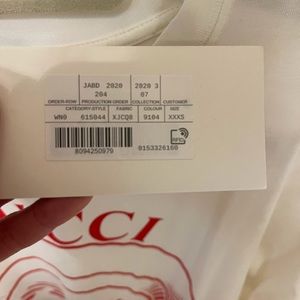 JABD 2020 2020 3
204 07
ORDER-ROW PRODUCTION ORDER COLLECTION CUSTOMER
CATEGORY-STYLE FABRIC COLOUR SIZE
WN0 615044 XJCQ8 9104 XXXS
RFID
8094250979 0153326160
CCI